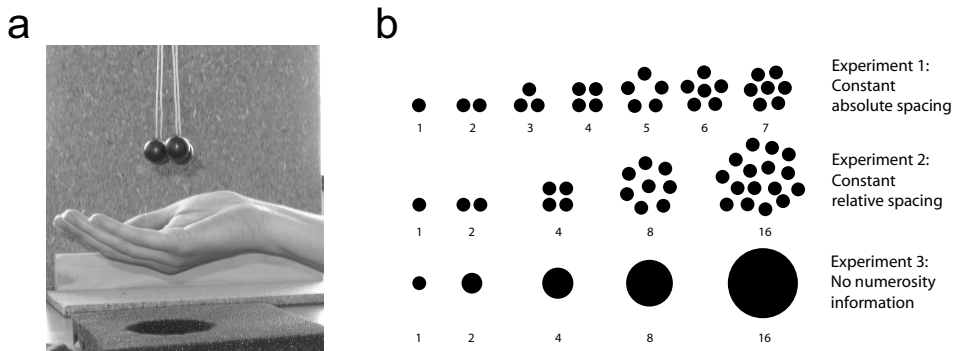 a
b
Experiment 1:
Constant
absolute spacing
1 2 3 4 5 6 7
Experiment 2:
Constant
relative spacing
1 2 4 8 16
Experiment 3:
No numerosity
information
1 2 4 8 16